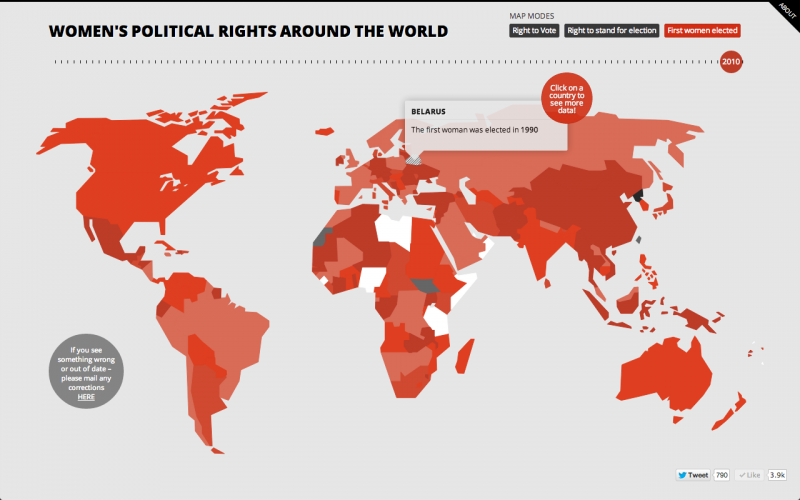 ABOUT
WOMEN'S POLITICAL RIGHTS AROUND THE WORLD
MAP MODES
Right to Vote
Right to stand for election
First women elected
2010
Click on a
country to
see more
data!
BELARUS
The first woman was elected in 1990
If you see
something wrong
or out of date –
please mail any
corrections
HERE
Tweet
790
Like
3.9k